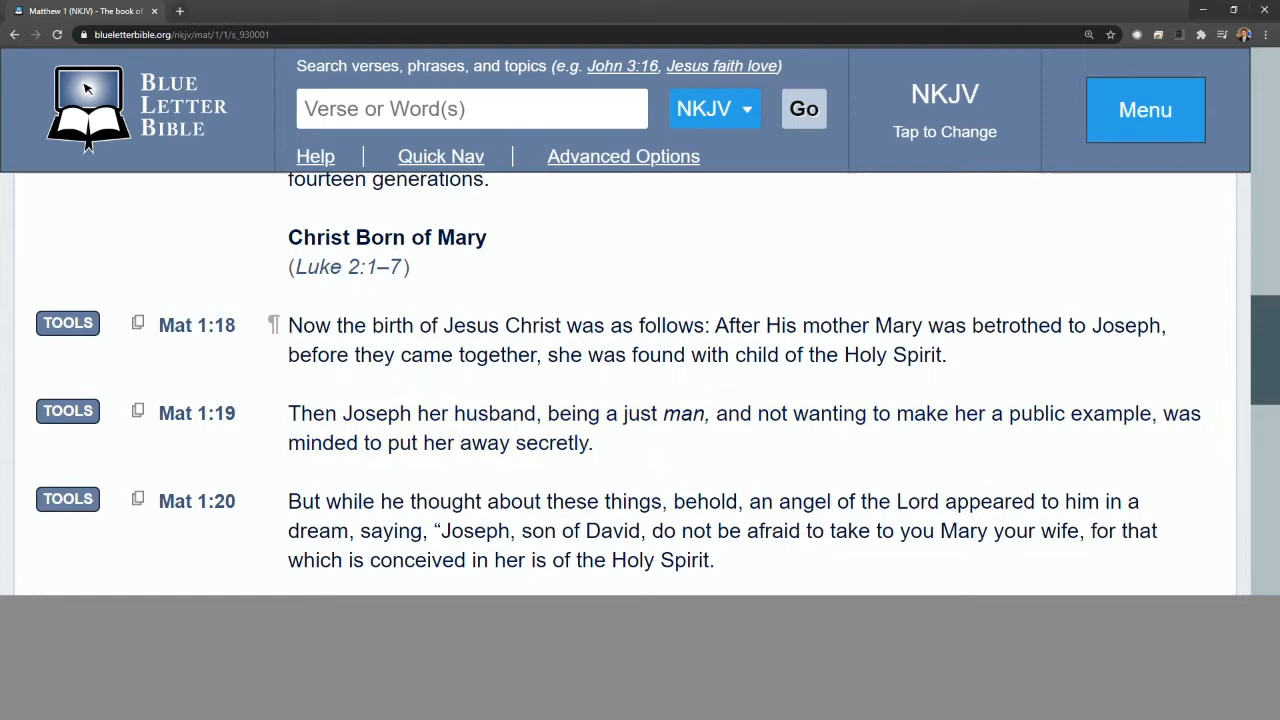 Matthew 1 (NKJV) - The book of
blueletterbible.org/nkjv/mat/1/1/s_930001
BLUE
LETTER
BIBLE
Search verses, phrases, and topics (e.g. John 3:16, Jesus faith love)
Verse or Word(s)
NKJV
Go
Help
Quick Nav
Advanced Options
NKJV
Tap to Change
Menu
fourteen generations.
Christ Born of Mary
(Luke 2:1–7)
TOOLS Mat 1:18 ¶ Now the birth of Jesus Christ was as follows: After His mother Mary was betrothed to Joseph,
before they came together, she was found with child of the Holy Spirit.
TOOLS Mat 1:19 Then Joseph her husband, being a just man, and not wanting to make her a public example, was
minded to put her away secretly.
TOOLS Mat 1:20 But while he thought about these things, behold, an angel of the Lord appeared to him in a
dream, saying, “Joseph, son of David, do not be afraid to take to you Mary your wife, for that
which is conceived in her is of the Holy Spirit.